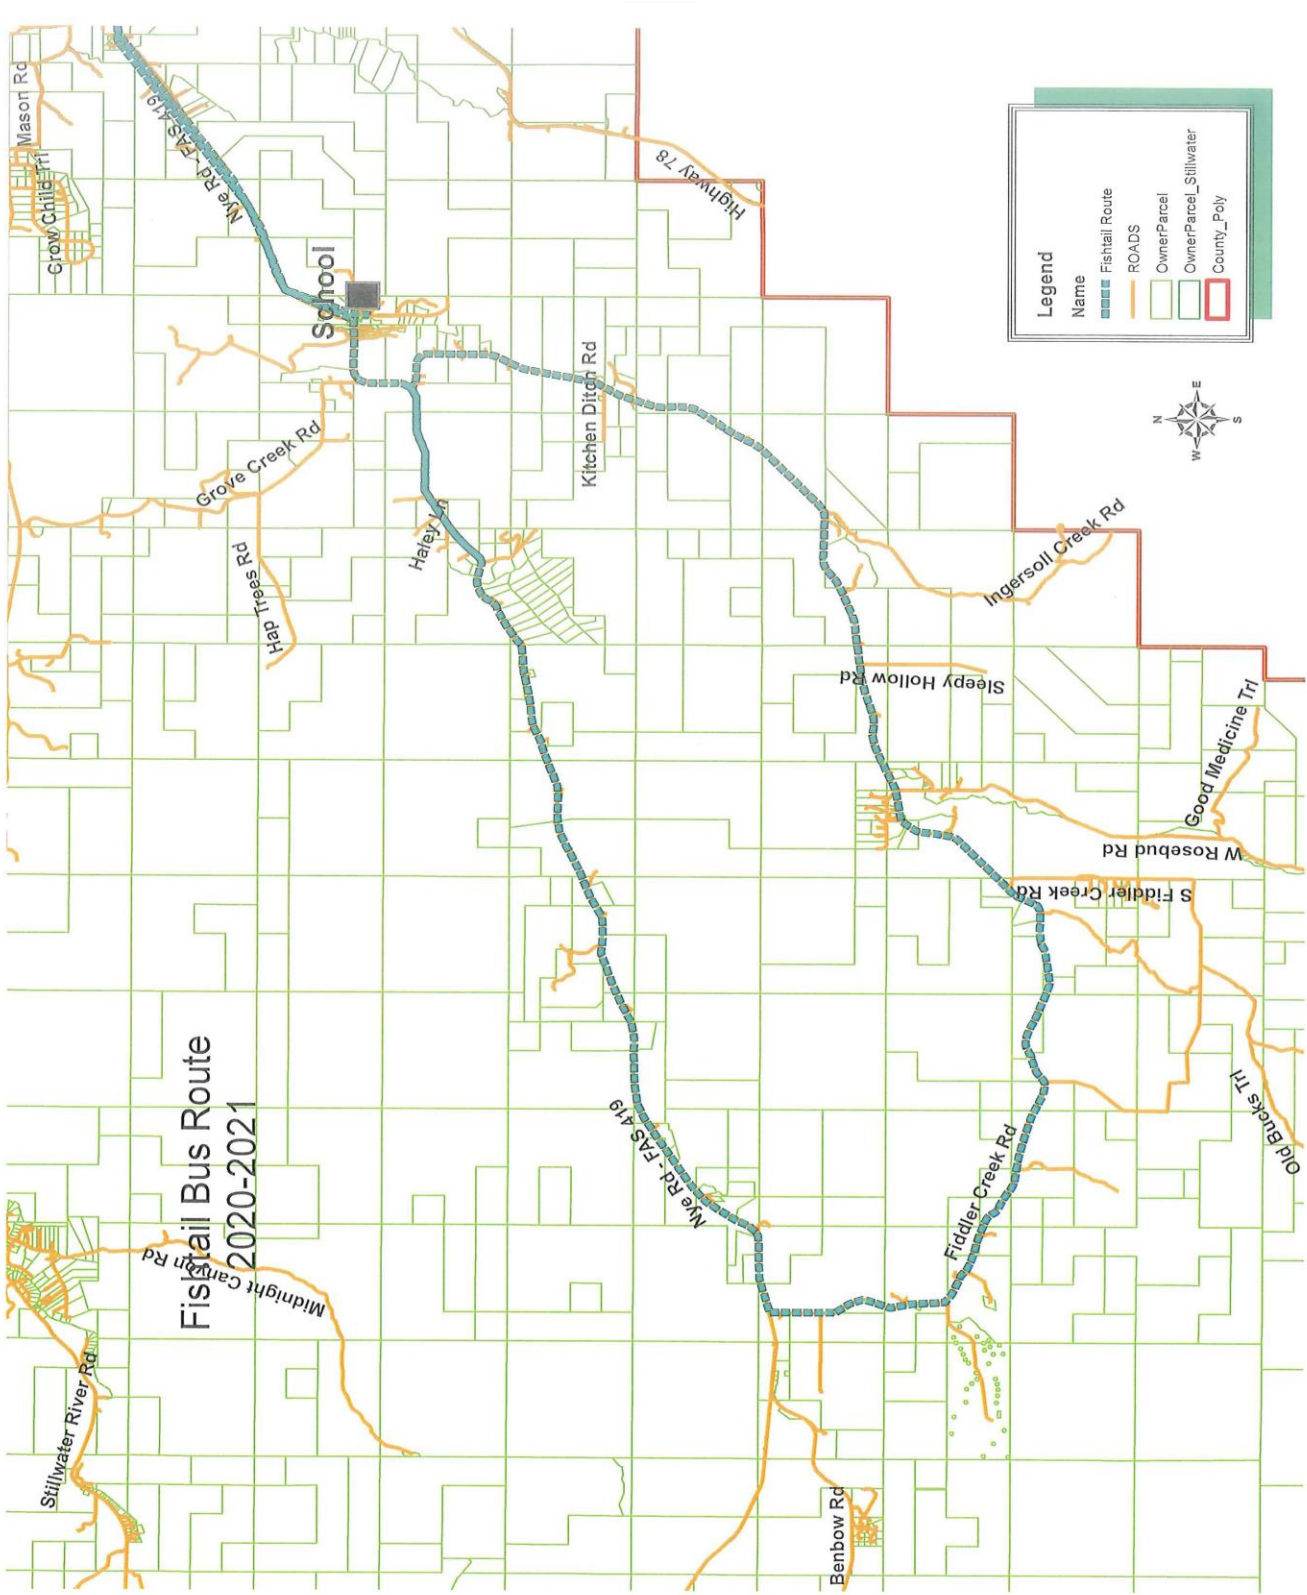 Fishtail Bus Route
2020-2021
Mason Rd
Crow Child Trl
Nye Rd - FAS 419
School
Highway 78
Grove Creek Rd
Hap Trees Rd
Haley Ln
Kitchen Ditch Rd
Ingersoll Creek Rd
Sleepy Hollow Rd
Good Medicine Trl
W Rosebud Rd
S Fiddler Creek Rd
Old Bucks Trl
Fiddler Creek Rd
Nye Rd - FAS 419
Midnight Canyon Rd
Stillwater River Rd
Benbow Rd
Legend
Name
Fishtail Route
ROADS
OwnerParcel
OwnerParcel_Stillwater
County_Poly
N
W
E
S